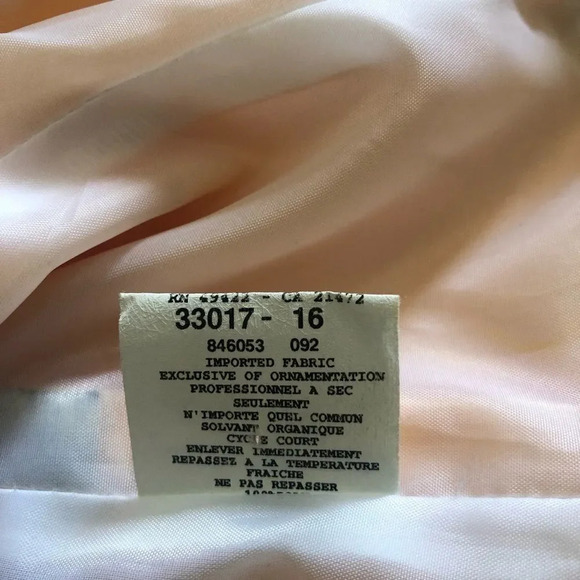 RN 49422 - CA 21472
33017 - 16
846053 092
IMPORTED FABRIC
EXCLUSIVE OF ORNAMENTATION
PROFESSIONNEL A SEC
SEULEMENT
N'IMPORTE QUEL COMMUN
SOLVANT ORGANIQUE
CYCLE COURT
ENLEVER IMMEDIATEMENT
REPASSEZ A LA TEMPERATURE
FRAICHE
NE PAS REPASSER